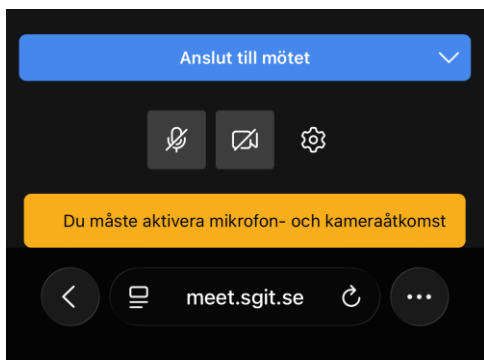 Anslut till mötet
Du måste aktivera mikrofon- och kameraåtkomst
meet.sgit.se